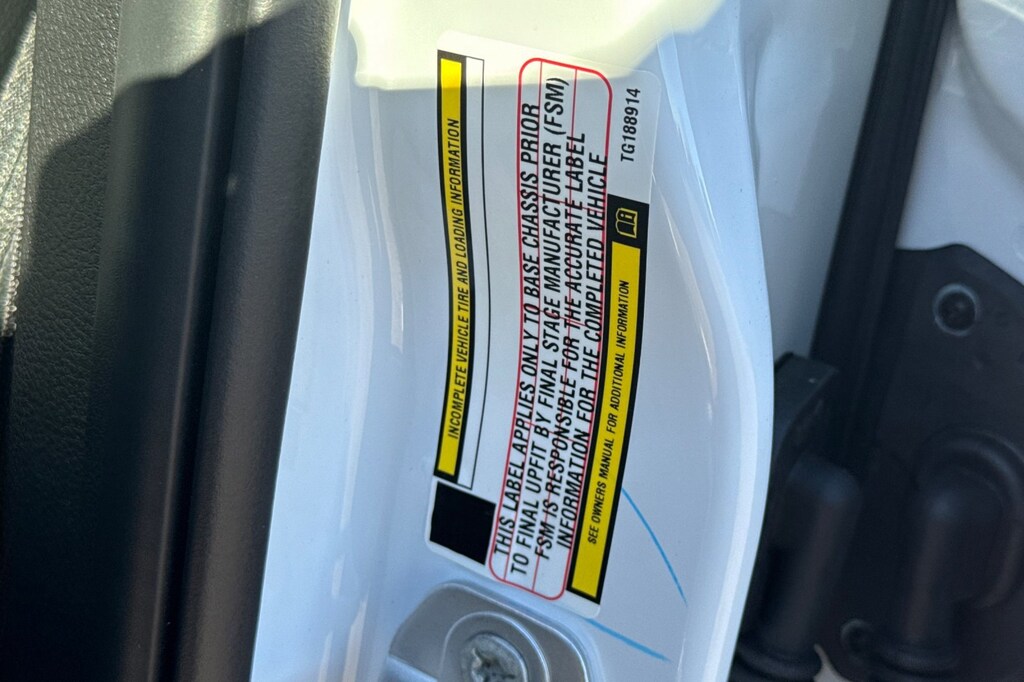 INCOMPLETE VEHICLE TIRE AND LOADING INFORMATION
THIS LABEL APPLIES ONLY TO BASE CHASSIS PRIOR
TO FINAL UPFIT BY FINAL STAGE MANUFACTURER (FSM)
FSM IS RESPONSIBLE FOR THE ACCURATE LABEL
INFORMATION FOR THE COMPLETED VEHICLE
SEE OWNERS MANUAL FOR ADDITIONAL INFORMATION
TG188914